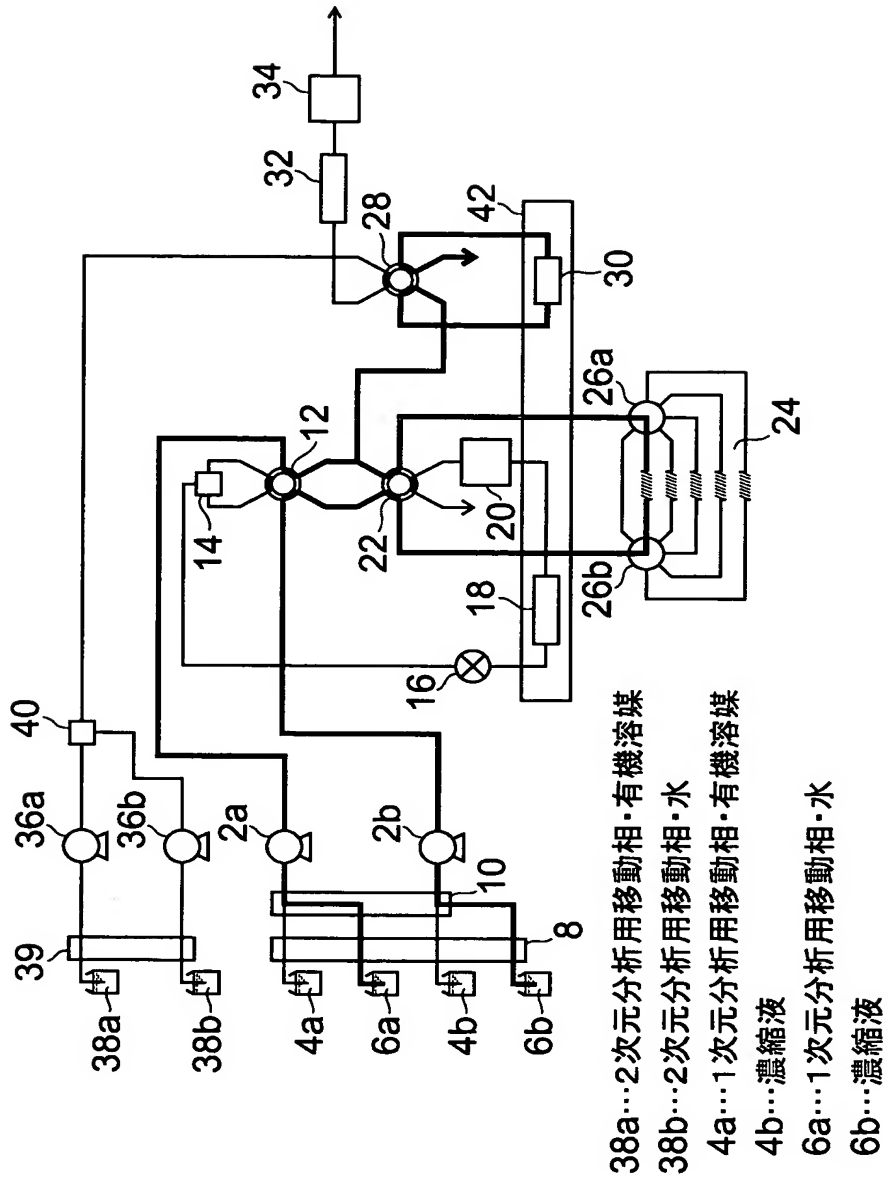 34
32
28
42
30
12
14
22
20
26a
24
26b
18
16
40
36a
36b
2a
2b
10
8
39
38a
38b
4a
6a
4b
6b
38a…2次元分析用移動相・有機溶媒
38b…2次元分析用移動相・水
4a…1次元分析用移動相・有機溶媒
4b…濃縮液
6a…1次元分析用移動相・水
6b…濃縮液